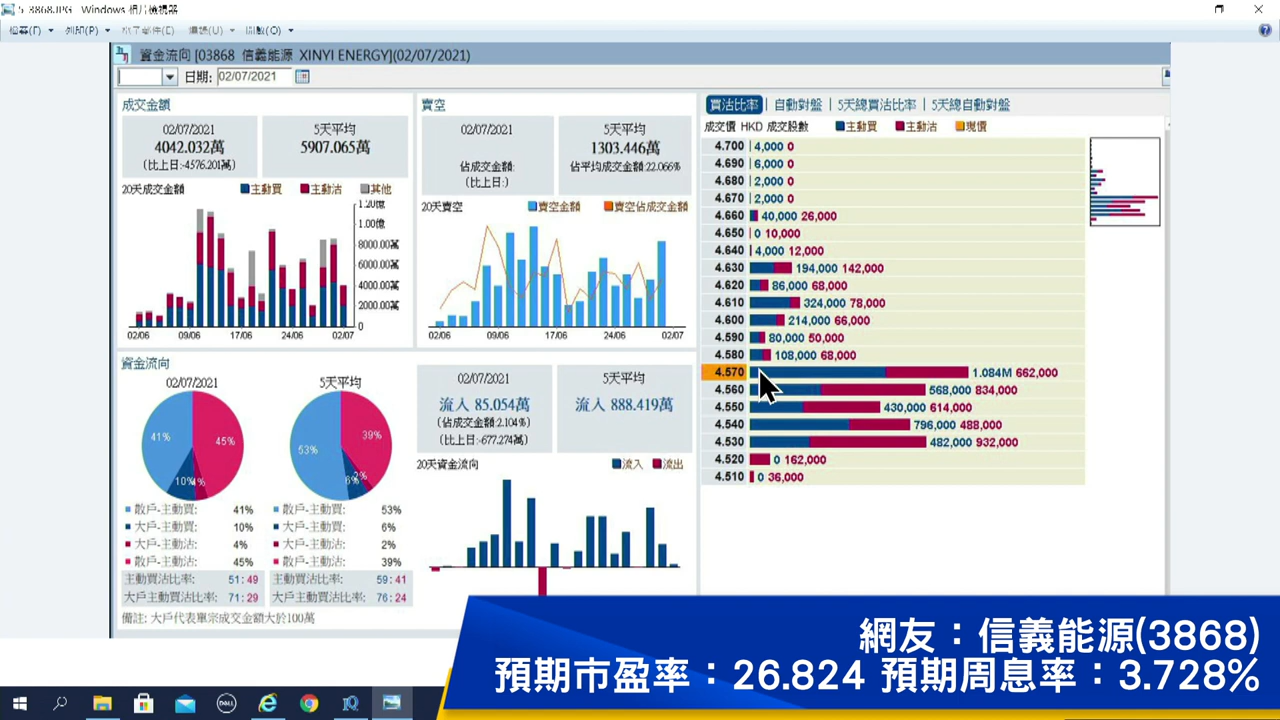 5_3868.JPG - Windows 相片檢視器
檔案(F) 列印(P) 電子郵件(E) 燒錄(U) 開啟(O)
資金流向 [03868 信義能源 XINYI ENERGY](02/07/2021)
日期: 02/07/2021
成交金額
02/07/2021
4042.032萬
(比上日:-4576.201萬)
5天平均
5907.065萬
20天成交金額 主動買 主動沽 其他
1.20億
1.00億
8000.00萬
6000.00萬
4000.00萬
2000.00萬
0
02/06 09/06 17/06 24/06 02/07
賣空
02/07/2021
佔成交金額:
(比上日:)
5天平均
1303.446萬
佔平均成交金額:22.066%
20天賣空 賣空金額 賣空佔成交金額
02/06 09/06 17/06 24/06 02/07
資金流向
02/07/2021 5天平均
41% 45% 10% 4%
53% 39% 6% 2%
散戶-主動買: 41% 散戶-主動買: 53%
大戶-主動買: 10% 大戶-主動買: 6%
大戶-主動沽: 4% 大戶-主動沽: 2%
散戶-主動沽: 45% 散戶-主動沽: 39%
主動買沽比率: 51:49 主動買沽比率: 59:41
大戶主動買沽比率: 71:29 大戶主動買沽比率: 76:24
備註: 大戶代表單宗成交金額大於100萬
02/07/2021
流入 85.054萬
(佔成交金額:2.104%)
(比上日:-677.274萬)
5天平均
流入 888.419萬
20天資金流向 流入 流出
買沽比率 | 自動對盤 | 5天總買沽比率 | 5天總自動對盤
成交價 HKD 成交股數 主動買 主動沽 現價
4.700 4,000 0
4.690 6,000 0
4.680 2,000 0
4.670 2,000 0
4.660 40,000 26,000
4.650 0 10,000
4.640 4,000 12,000
4.630 194,000 142,000
4.620 86,000 68,000
4.610 324,000 78,000
4.600 214,000 66,000
4.590 80,000 50,000
4.580 108,000 68,000
4.570 1.084M 662,000
4.560 568,000 834,000
4.550 430,000 614,000
4.540 796,000 488,000
4.530 482,000 932,000
4.520 0 162,000
4.510 0 36,000
網友：信義能源(3868)
預期市盈率：26.824 預期周息率：3.728%
DELL